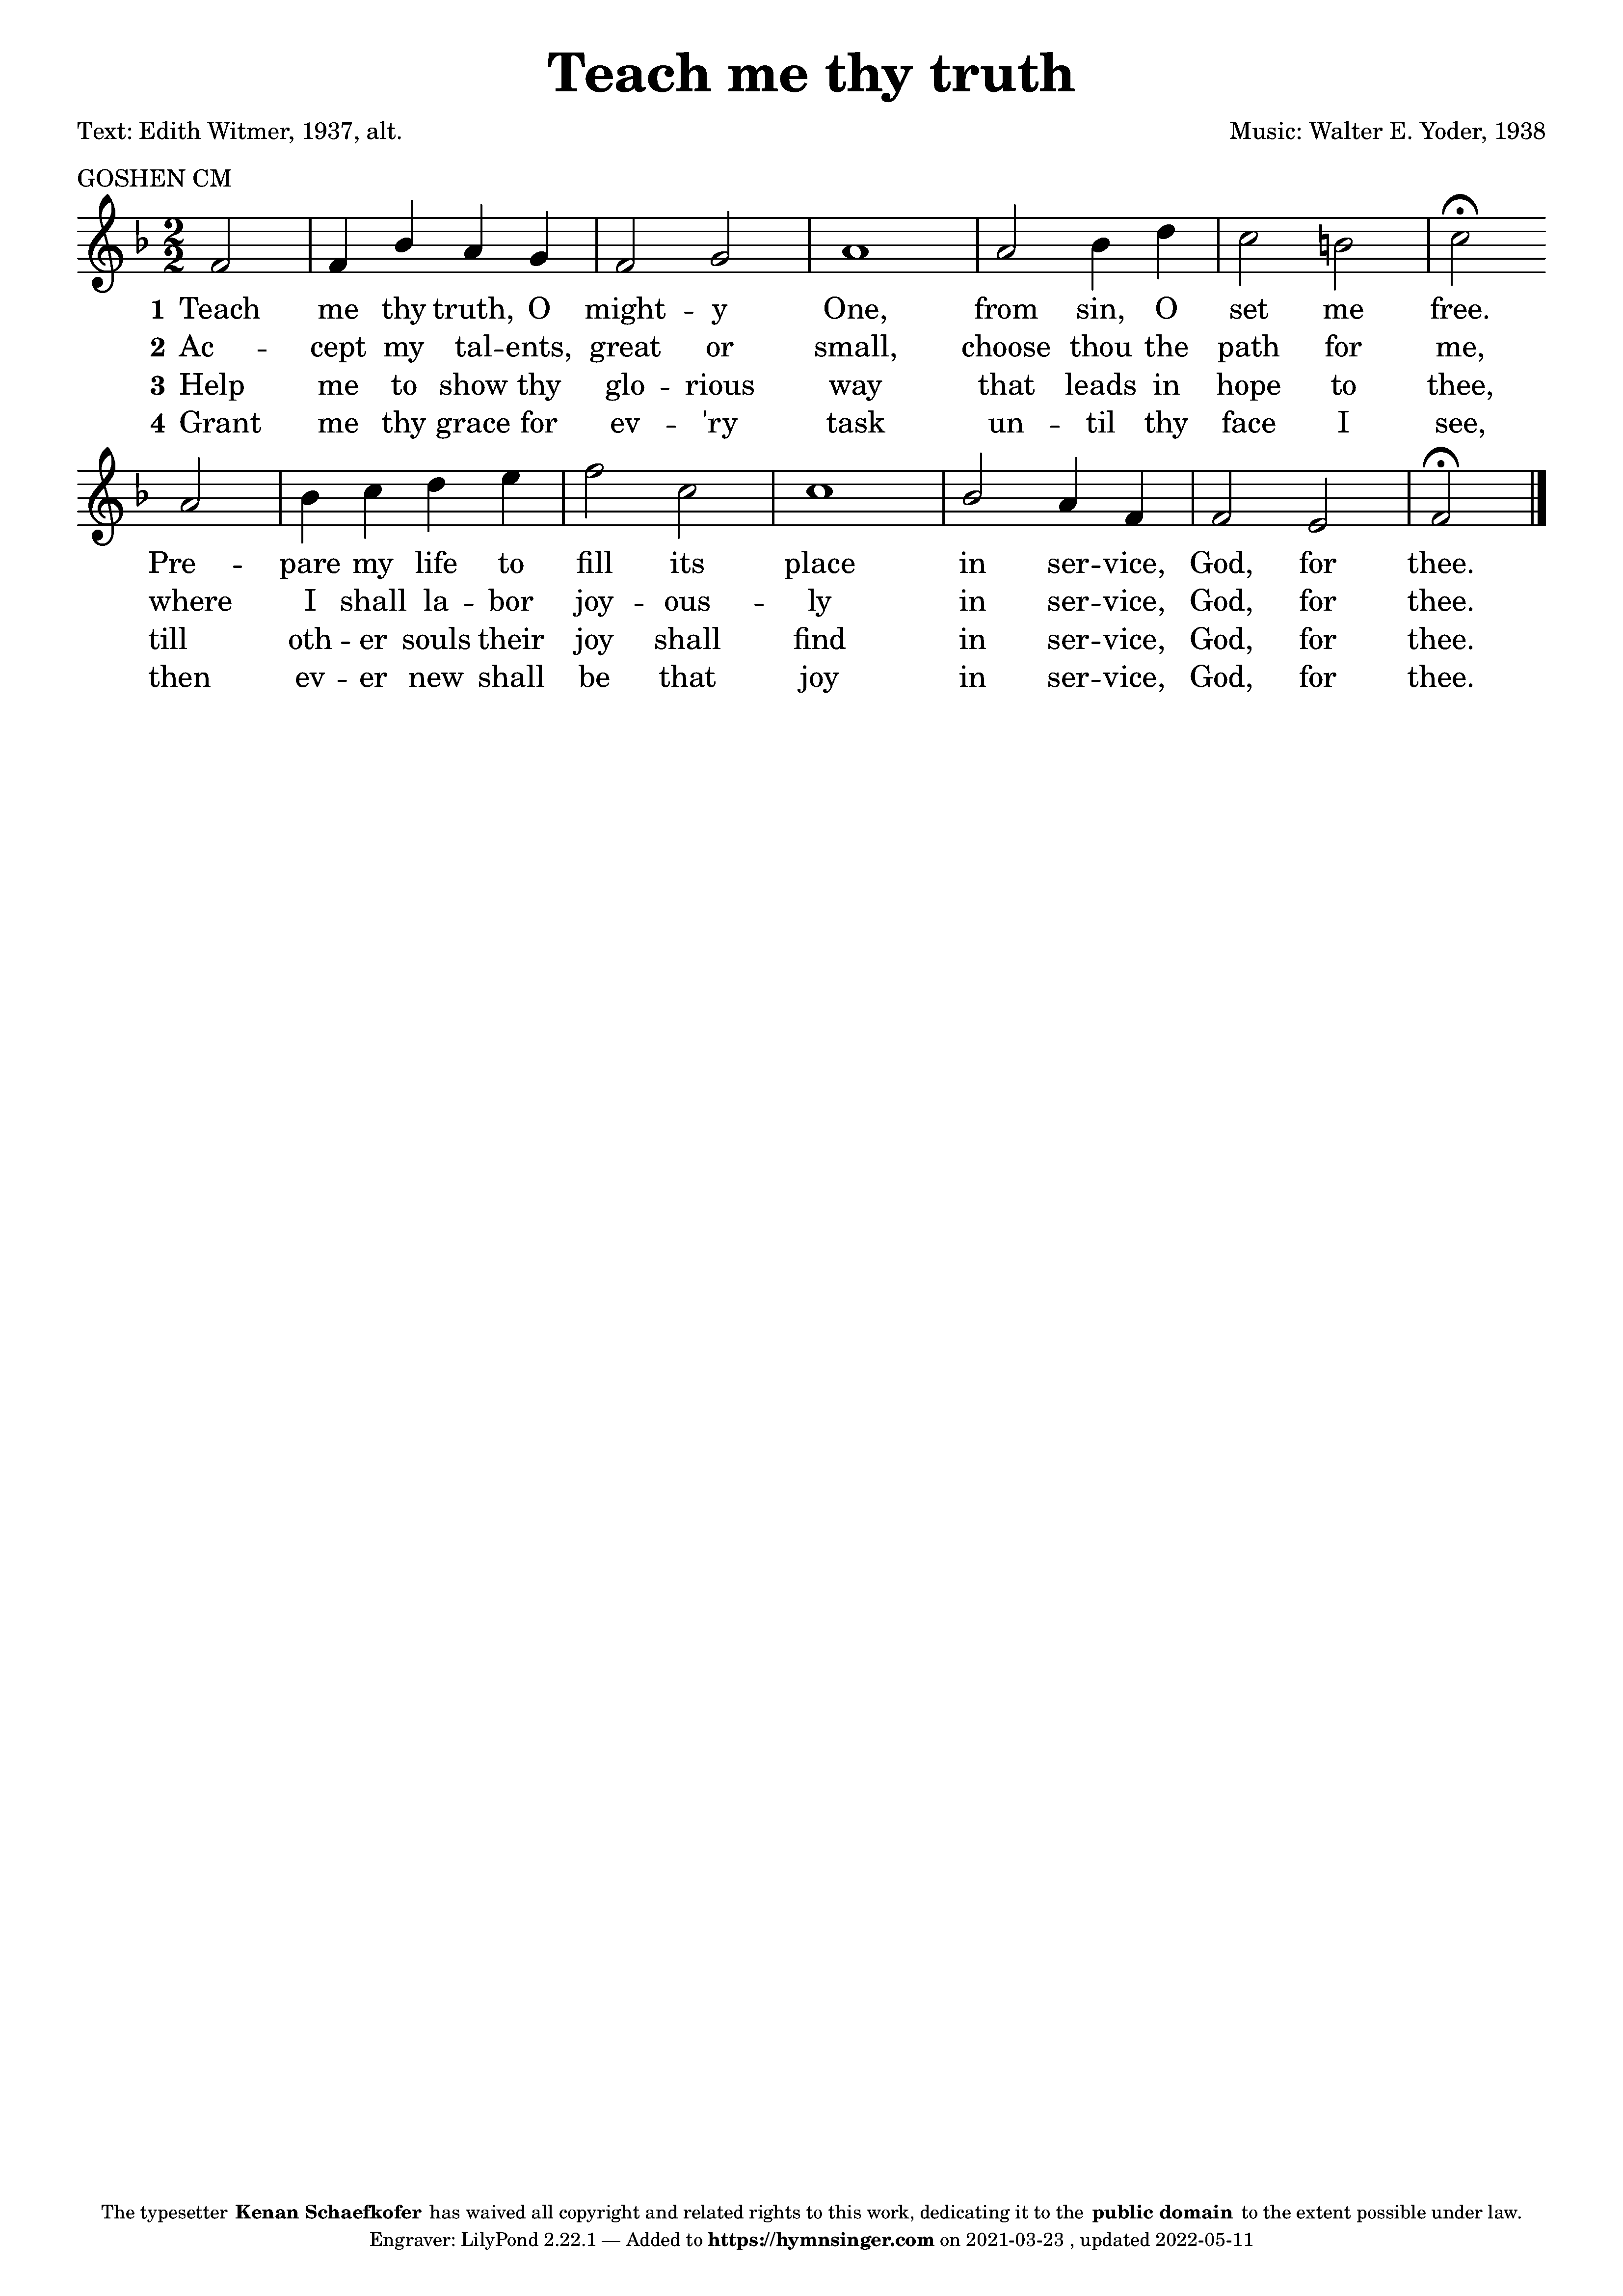 Teach me thy truth
Text: Edith Witmer, 1937, alt.
Music: Walter E. Yoder, 1938
GOSHEN CM
1 Teach me thy truth, O might - y One, from sin, O set me free.
2 Ac - cept my tal - ents, great or small, choose thou the path for me,
3 Help me to show thy glo - rious way that leads in hope to thee,
4 Grant me thy grace for ev - 'ry task un - til thy face I see,
Pre - pare my life to fill its place in ser - vice, God, for thee.
where I shall la - bor joy - ous - ly in ser - vice, God, for thee.
till oth - er souls their joy shall find in ser - vice, God, for thee.
then ev - er new shall be that joy in ser - vice, God, for thee.
The typesetter Kenan Schaefkofer has waived all copyright and related rights to this work, dedicating it to the public domain to the extent possible under law.
Engraver: LilyPond 2.22.1 — Added to https://hymnsinger.com on 2021-03-23 , updated 2022-05-11